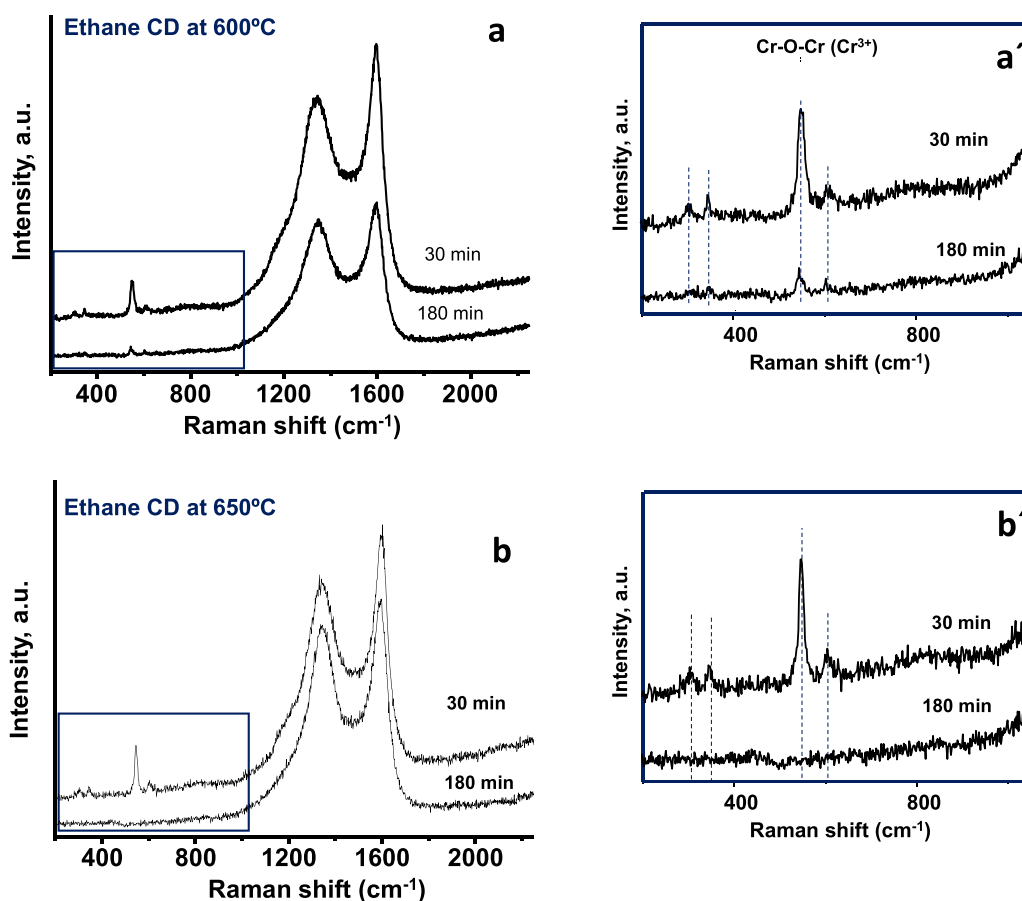 Ethane CD at 600ºC
a
Intensity, a.u.
30 min
180 min
400 800 1200 1600 2000
Raman shift (cm-1)
Cr-O-Cr (Cr3+)
a´
Intensity, a.u.
30 min
180 min
400 800
Raman shift (cm-1)
Ethane CD at 650ºC
b
Intensity, a.u.
30 min
180 min
400 800 1200 1600 2000
Raman shift (cm-1)
b´
Intensity, a.u.
30 min
180 min
400 800
Raman shift (cm-1)